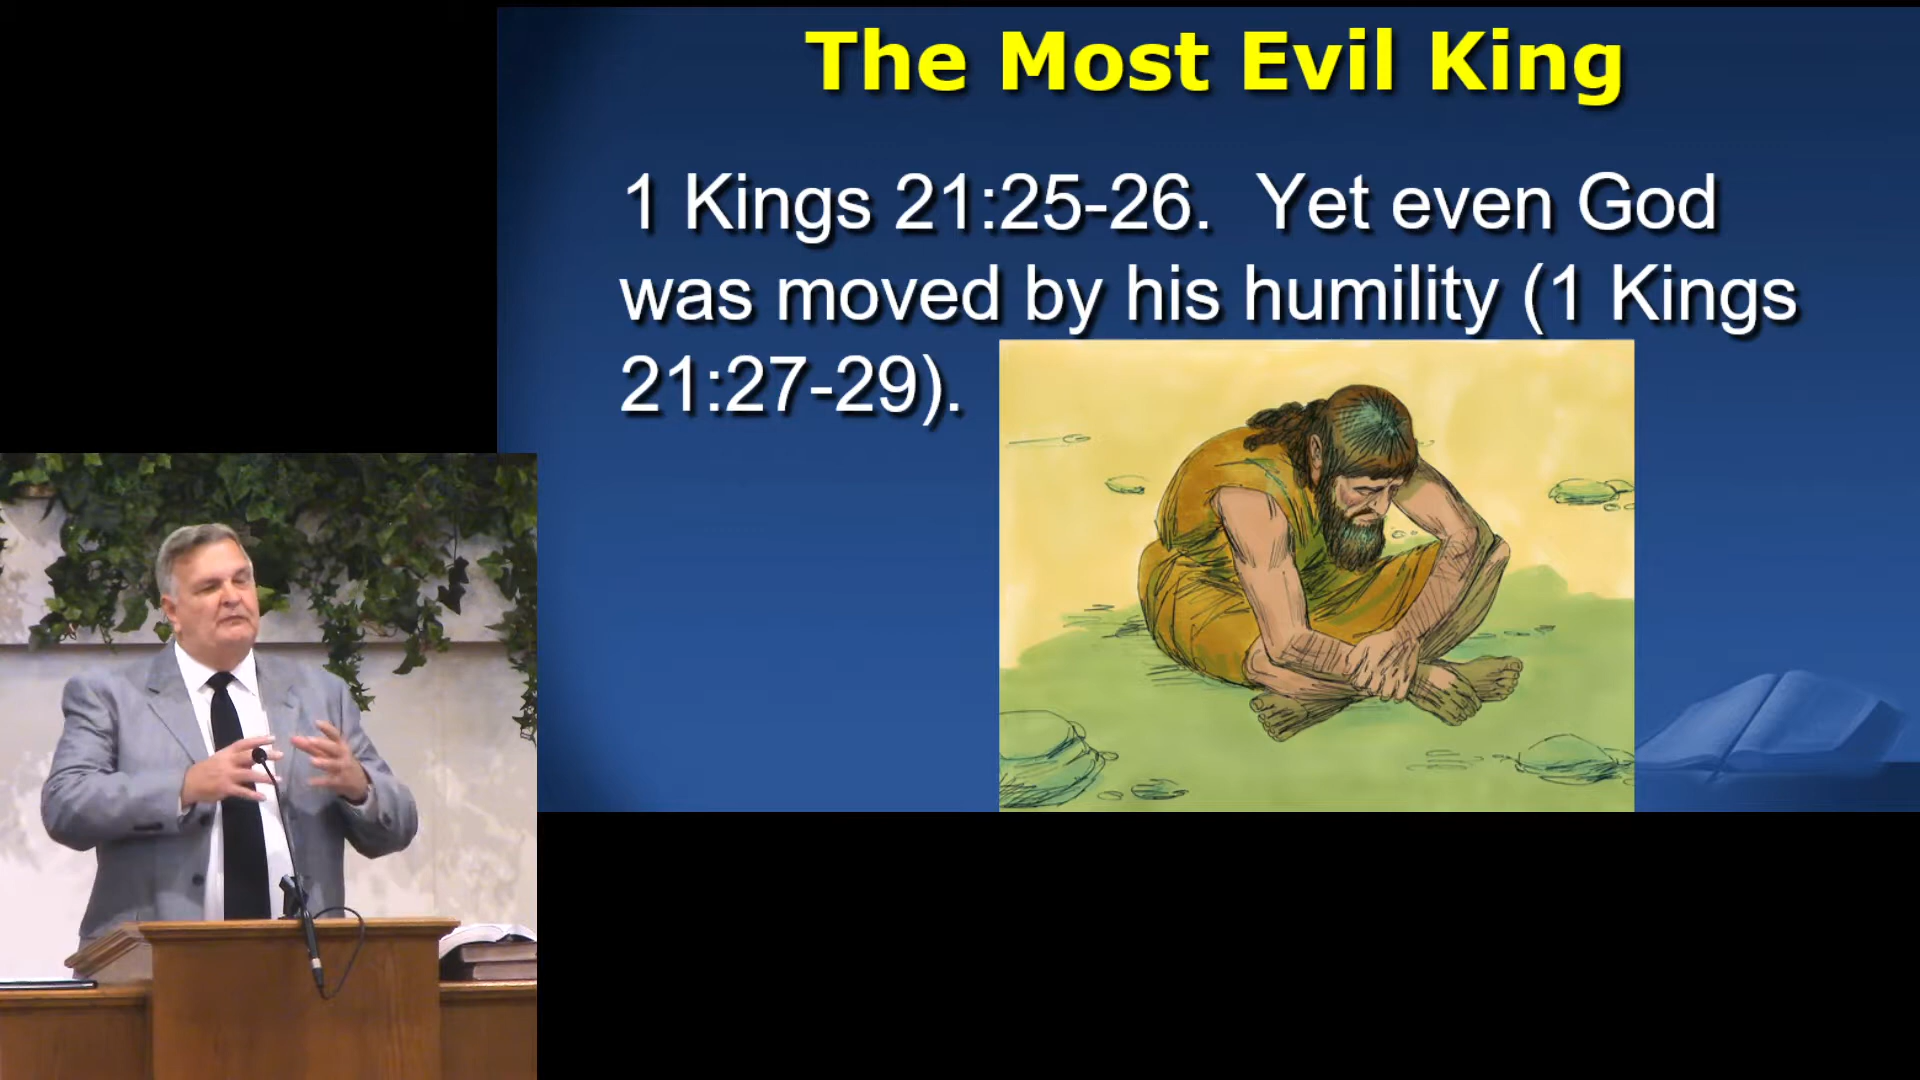 The Most Evil King
1 Kings 21:25-26. Yet even God
was moved by his humility (1 Kings
21:27-29).